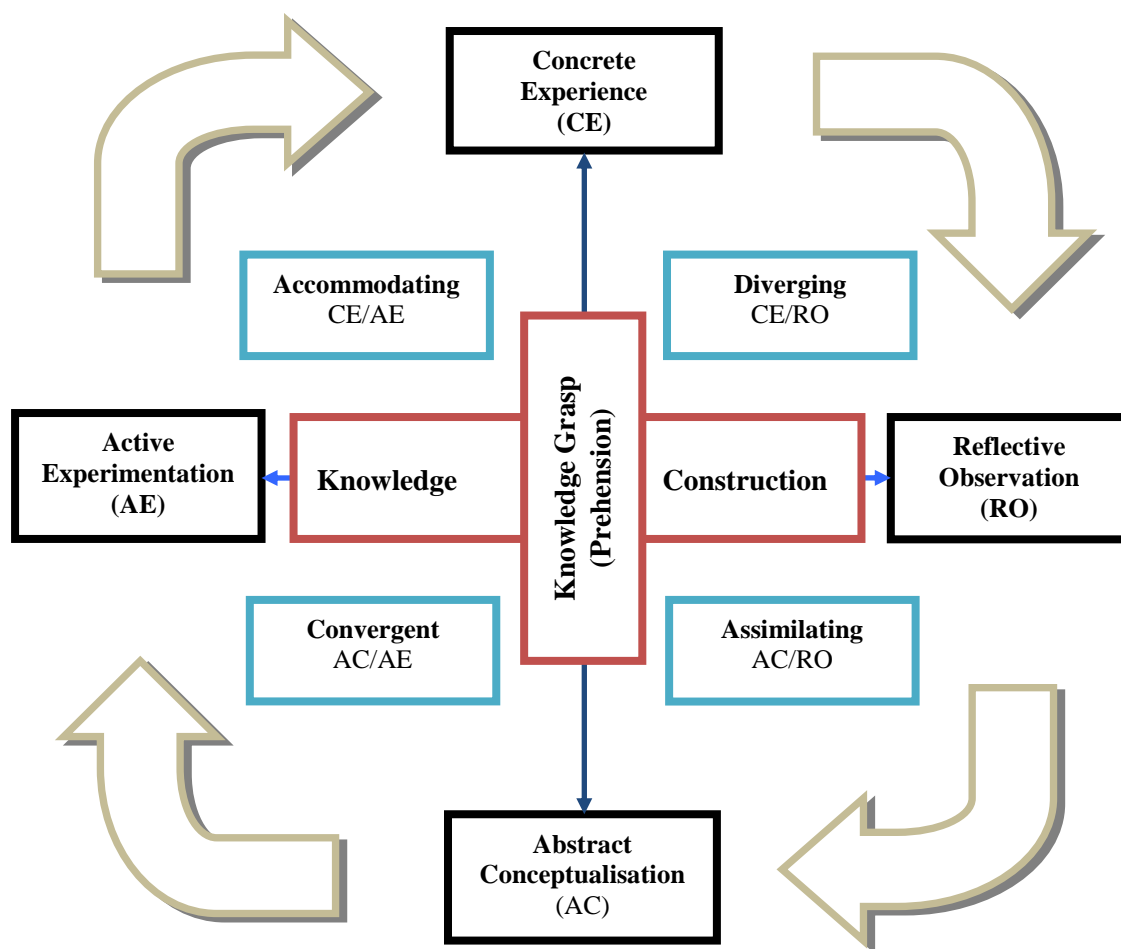 Concrete
Experience
(CE)
Accommodating
CE/AE
Diverging
CE/RO
Active
Experimentation
(AE)
Knowledge
Knowledge Grasp
(Prehension)
Construction
Reflective
Observation
(RO)
Convergent
AC/AE
Assimilating
AC/RO
Abstract
Conceptualisation
(AC)